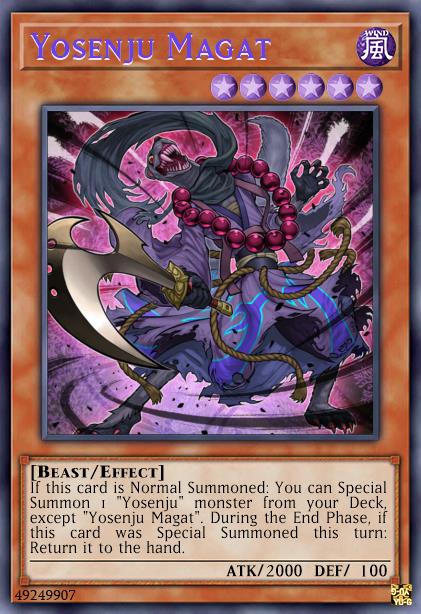 Yosenju Magat
WIND
風
[Beast/Effect]
If this card is Normal Summoned: You can Special
Summon 1 "Yosenju" monster from your Deck,
except "Yosenju Magat". During the End Phase, if
this card was Special Summoned this turn:
Return it to the hand.
ATK/2000 DEF/ 100
49249907